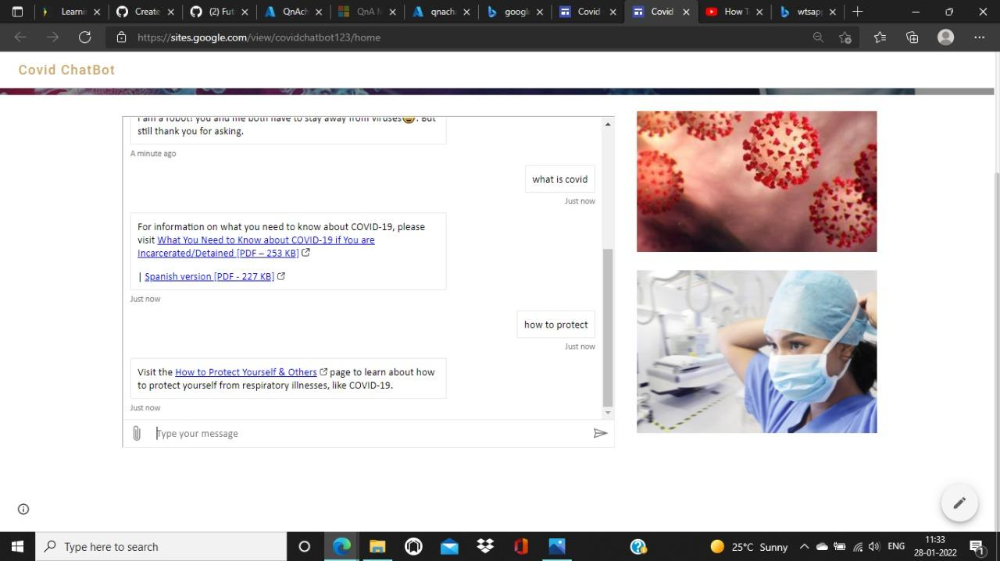 Learni
Create
(2) Fut
QnAch
QnA M
qnacha
googl
Covid
Covid
How T
wtsap
https://sites.google.com/view/covidchatbot123/home
Covid ChatBot
I am a robot! you and me both have to stay away from viruses😄. But
still thank you for asking.
A minute ago
what is covid
Just now
For information on what you need to know about COVID-19, please
visit What You Need to Know about COVID-19 if You are
Incarcerated/Detained [PDF – 253 KB]
| Spanish version [PDF - 227 KB]
Just now
how to protect
Just now
Visit the How to Protect Yourself & Others page to learn about how
to protect yourself from respiratory illnesses, like COVID-19.
Just now
Type your message
Type here to search
25°C Sunny
ENG
11:33
28-01-2022
1